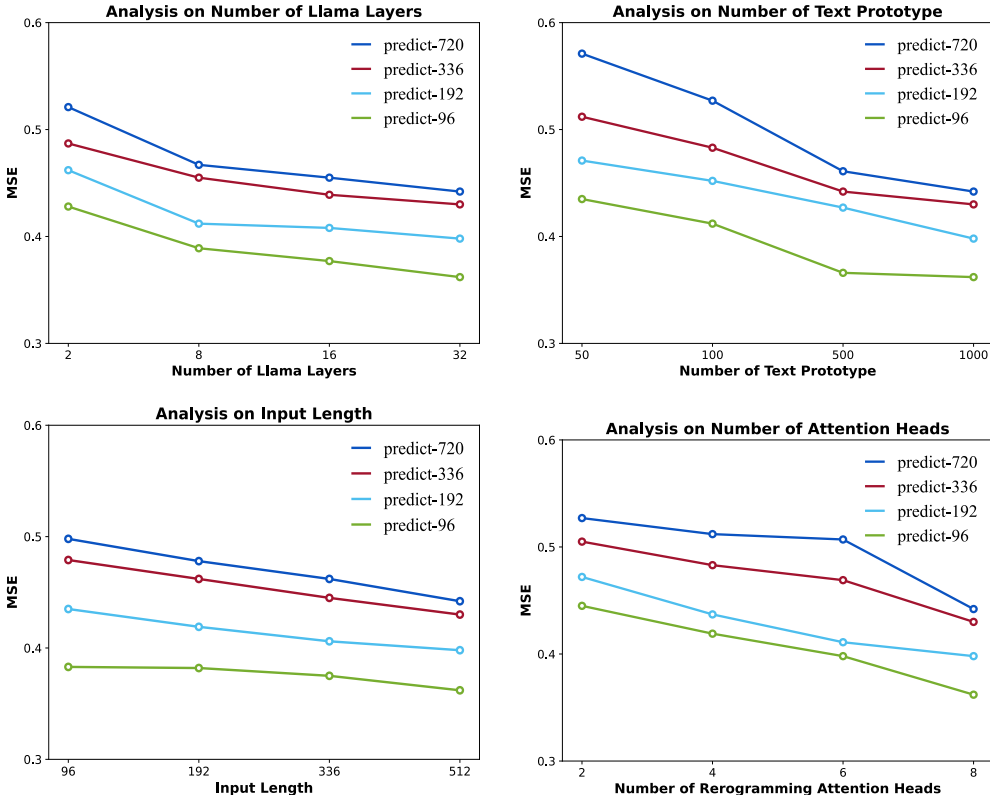 Analysis on Number of Llama Layers
0.6
0.5
0.4
0.3
MSE
predict-720
predict-336
predict-192
predict-96
2 8 16 32
Number of Llama Layers
Analysis on Number of Text Prototype
0.6
0.5
0.4
0.3
MSE
predict-720
predict-336
predict-192
predict-96
50 100 500 1000
Number of Text Prototype
Analysis on Input Length
0.6
0.5
0.4
0.3
MSE
predict-720
predict-336
predict-192
predict-96
96 192 336 512
Input Length
Analysis on Number of Attention Heads
0.6
0.5
0.4
0.3
MSE
predict-720
predict-336
predict-192
predict-96
2 4 6 8
Number of Rerogramming Attention Heads